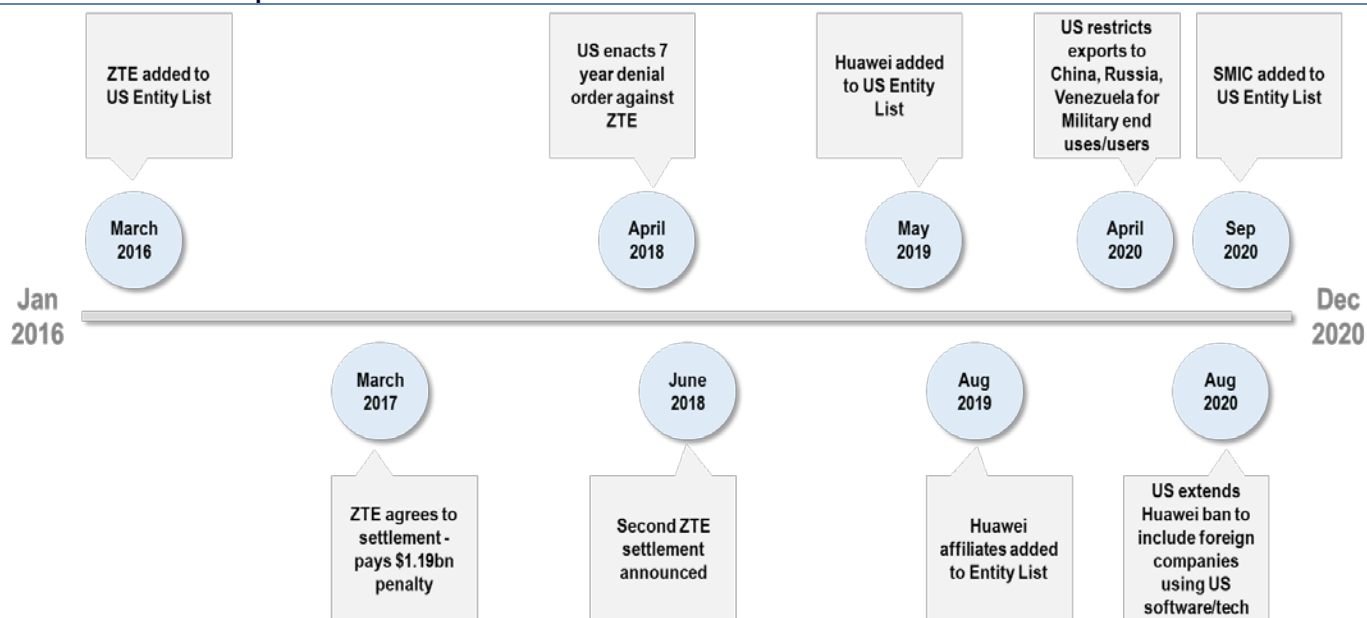 ZTE added to
US Entity List
US enacts 7
year denial
order against
ZTE
Huawei added
to US Entity
List
US restricts
exports to
China, Russia,
Venezuela for
Military end
uses/users
SMIC added to
US Entity List
March
2016
April
2018
May
2019
April
2020
Sep
2020
Jan
2016
Dec
2020
March
2017
June
2018
Aug
2019
Aug
2020
ZTE agrees to
settlement -
pays $1.19bn
penalty
Second ZTE
settlement
announced
Huawei
affiliates added
to Entity List
US extends
Huawei ban to
include foreign
companies
using US
software/tech